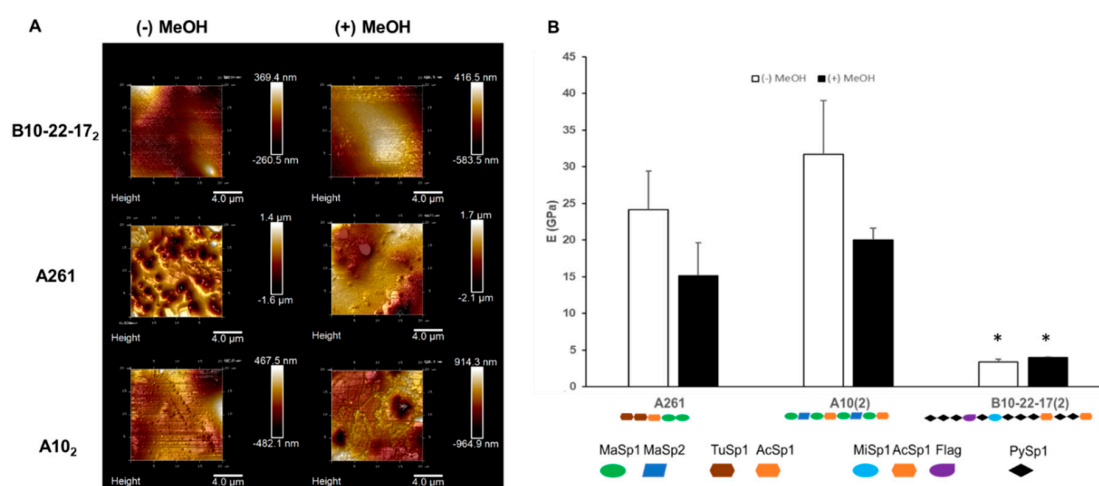 A
(-) MeOH
(+) MeOH
B10-22-17₂
369.4 nm
-260.5 nm
Height
4.0 µm
416.5 nm
-583.5 nm
Height
4.0 µm
A261
1.4 µm
-1.6 µm
Height
4.0 µm
1.7 µm
-2.1 µm
Height
4.0 µm
A10₂
467.5 nm
-482.1 nm
Height
4.0 µm
914.3 nm
-964.9 nm
Height
4.0 µm
B
(-) MeOH (+) MeOH
E (GPa)
45
40
35
30
25
20
15
10
5
0
* *
A261 A10(2) B10-22-17(2)
MaSp1 MaSp2 TuSp1 AcSp1 MiSp1 AcSp1 Flag PySp1